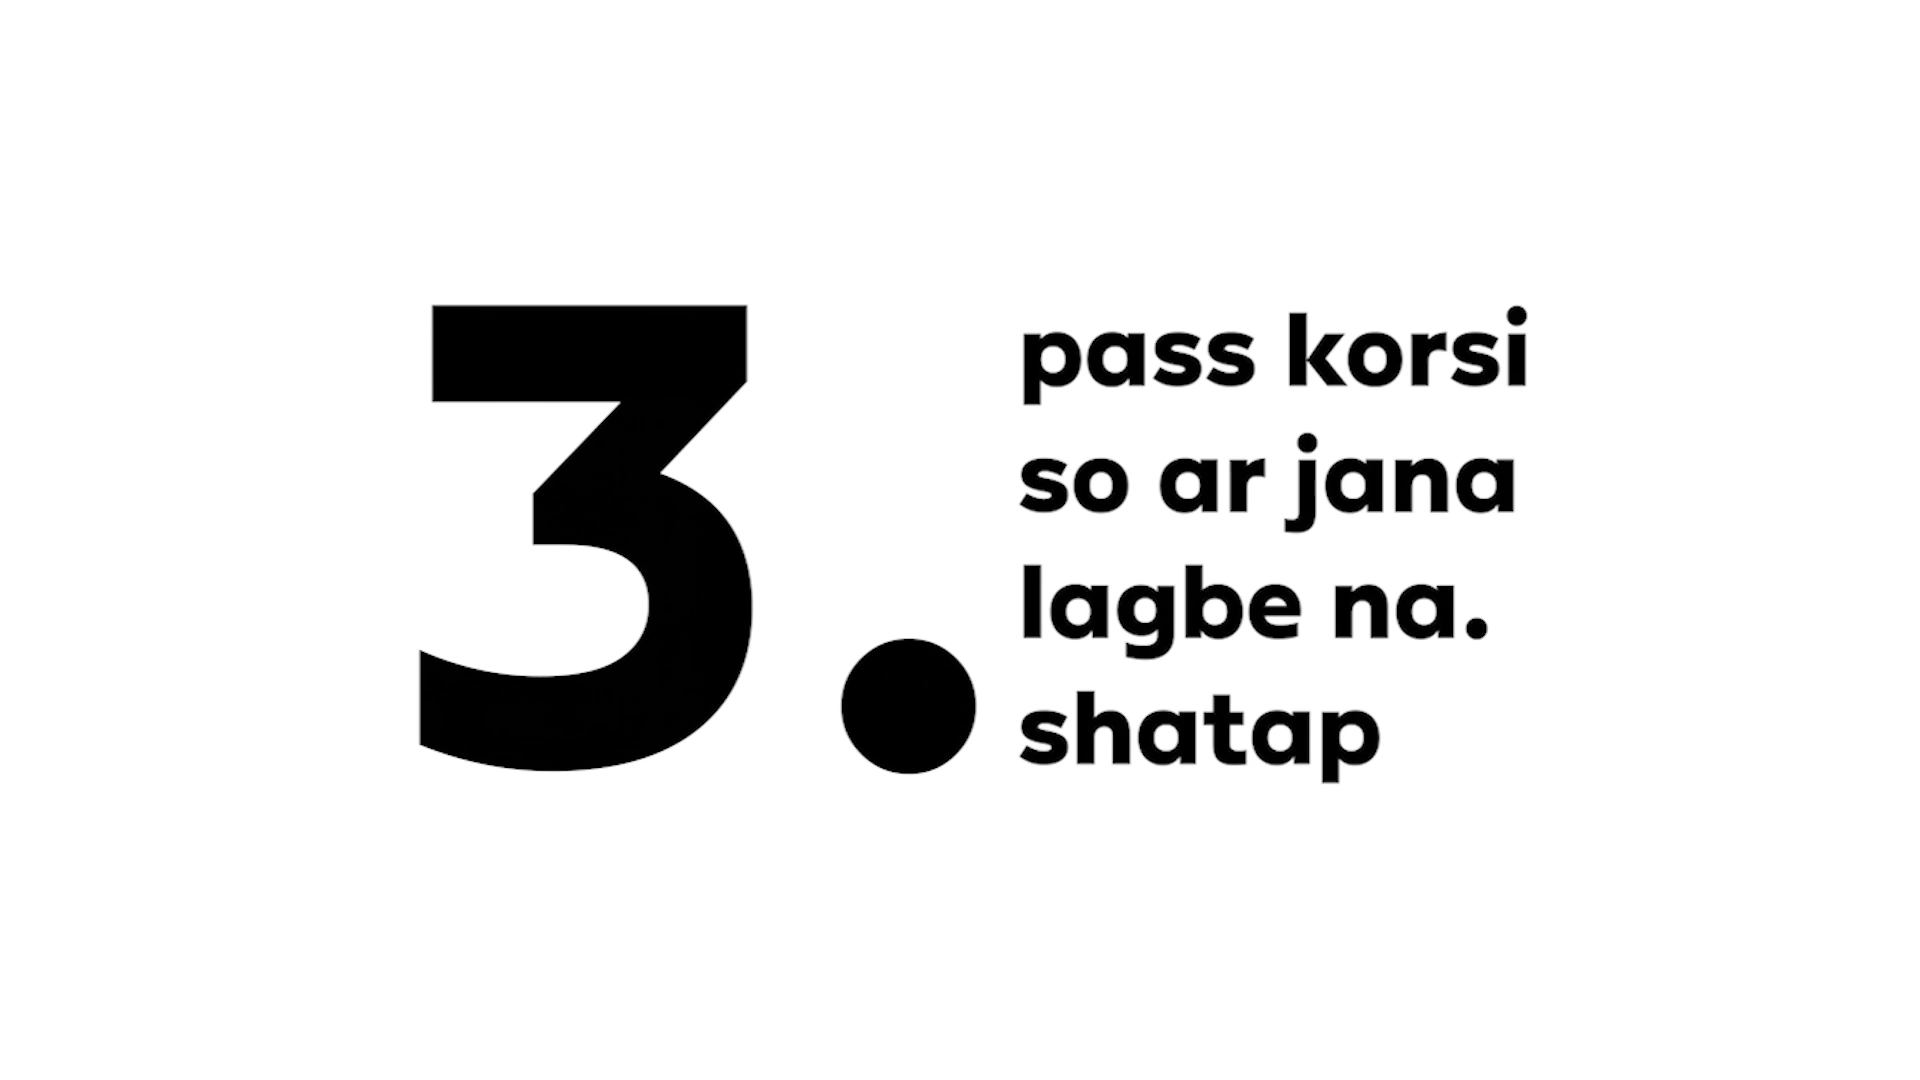 3.
pass korsi
so ar jana
lagbe na.
shatap